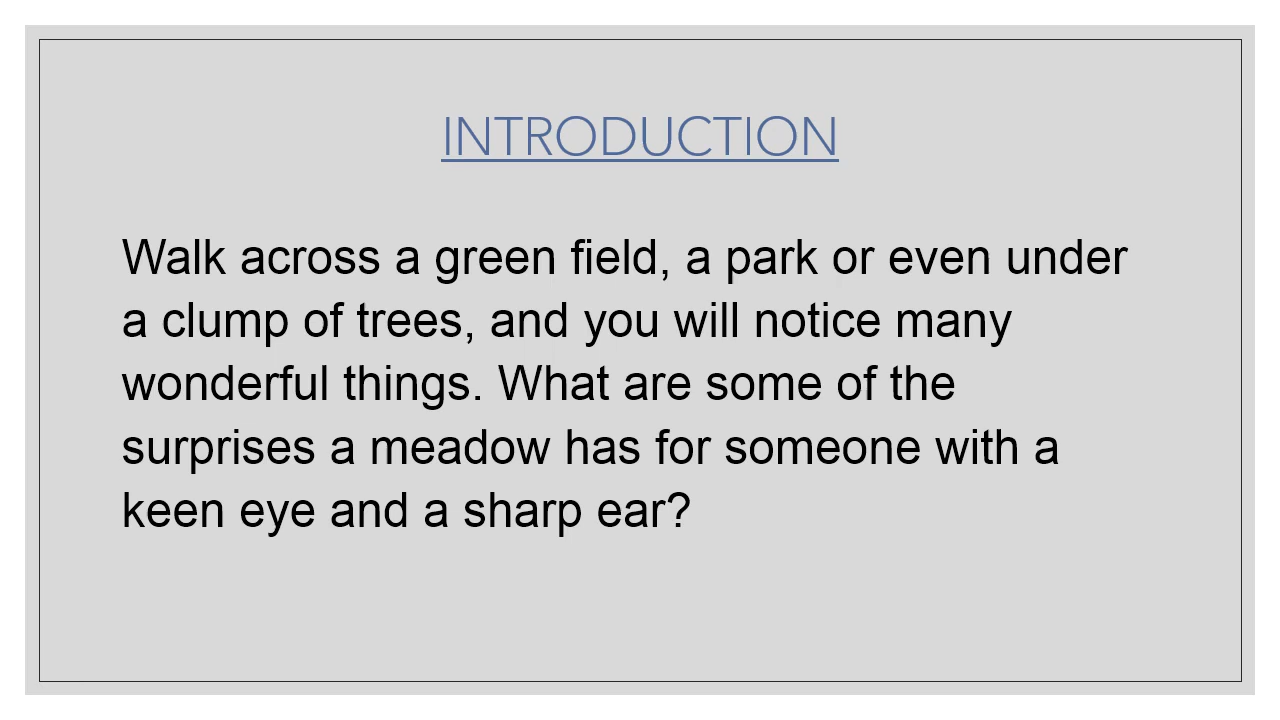 INTRODUCTION
Walk across a green field, a park or even under
a clump of trees, and you will notice many
wonderful things. What are some of the
surprises a meadow has for someone with a
keen eye and a sharp ear?